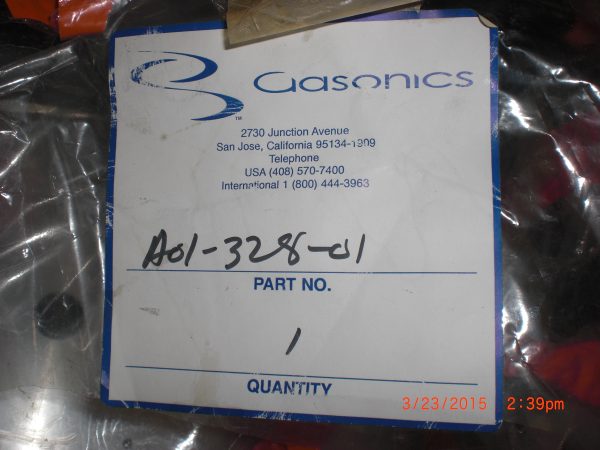 Gasonics
TM
2730 Junction Avenue
San Jose, California 95134-1909
Telephone
USA (408) 570-7400
International 1 (800) 444-3963
A01-328-01
PART NO.
1
QUANTITY
3/23/2015 2:39pm